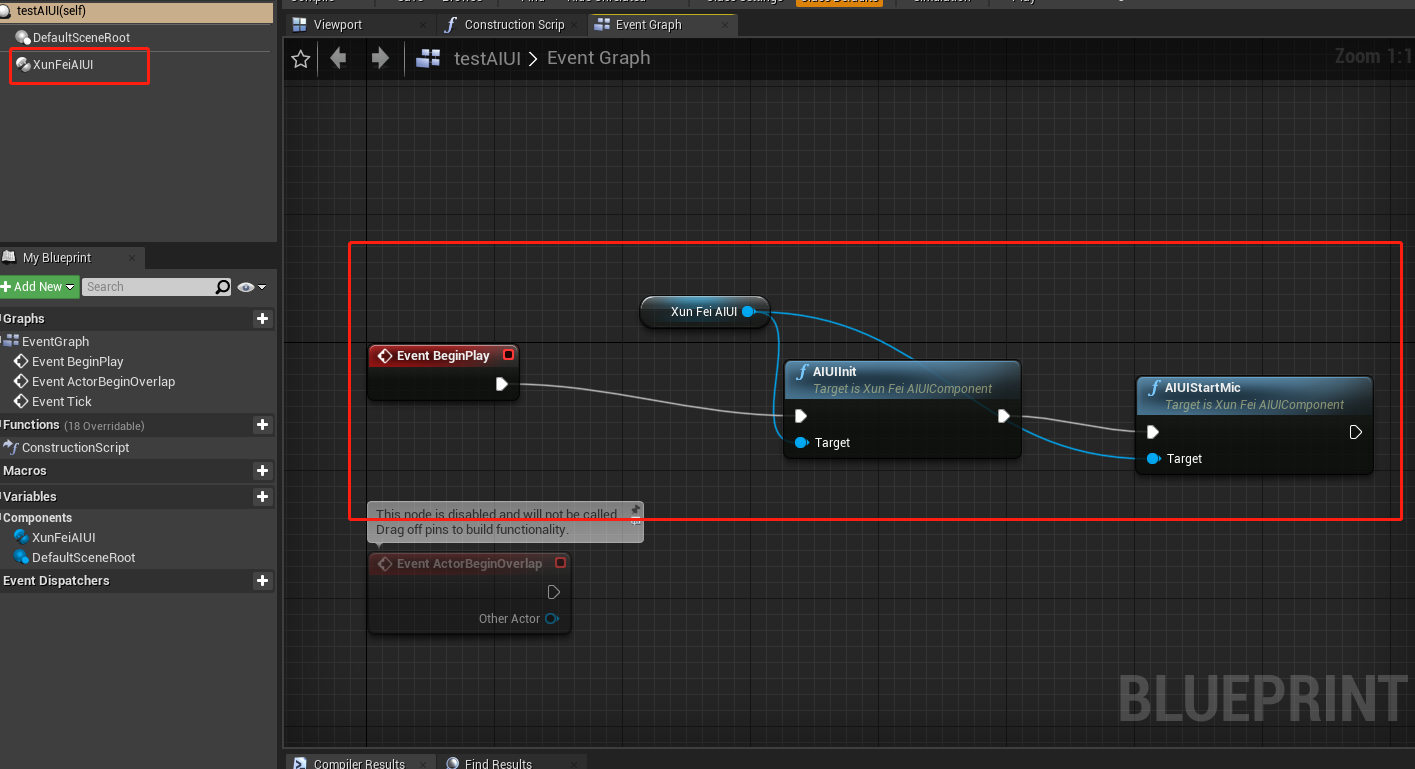 testAIUI(self)
DefaultSceneRoot
XunFeiAIUI
My Blueprint
Add New
Search
Graphs
EventGraph
Event BeginPlay
Event ActorBeginOverlap
Event Tick
Functions (18 Overridable)
ConstructionScript
Macros
Variables
Components
XunFeiAIUI
DefaultSceneRoot
Event Dispatchers
Viewport
Construction Scrip
Event Graph
testAIUI > Event Graph
Zoom 1:1
Xun Fei AIUI
Event BeginPlay
AIUIInit
Target is Xun Fei AIUIComponent
Target
AIUIStartMic
Target is Xun Fei AIUIComponent
Target
This node is disabled and will not be called.
Drag off pins to build functionality.
Event ActorBeginOverlap
Other Actor
BLUEPRINT
Compiler Results
Find Results